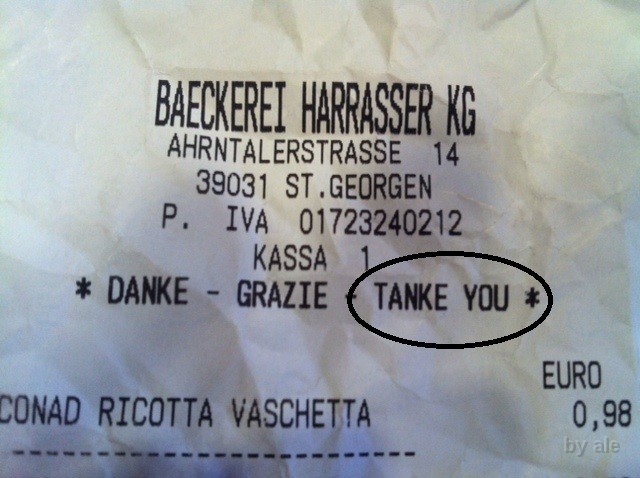 BAECKEREI HARRASSER KG
AHRNTALERSTRASSE 14
39031 ST.GEORGEN
P. IVA 01723240212
KASSA 1
* DANKE - GRAZIE - TANKE YOU *
EURO
CONAD RICOTTA VASCHETTA 0,98
by ale